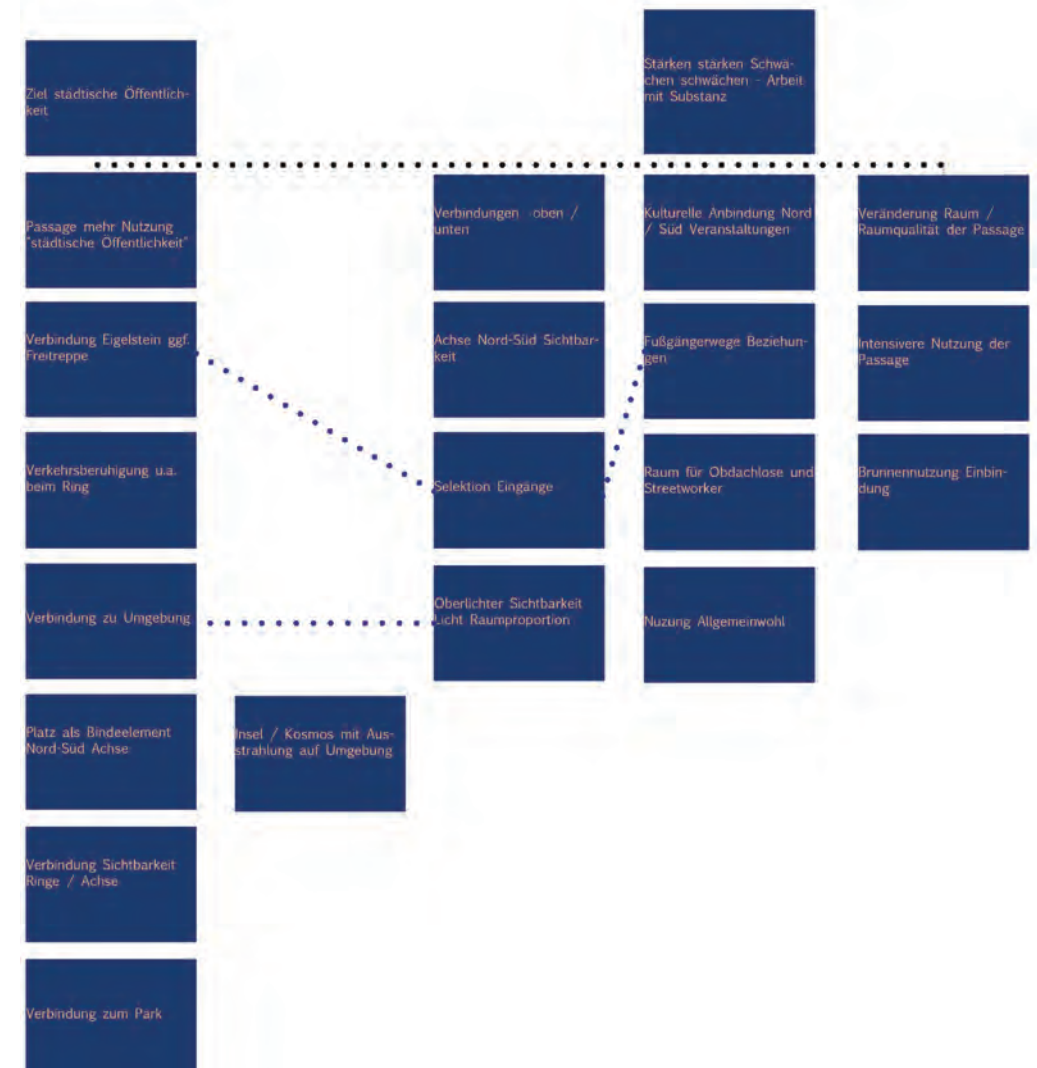 Ziel städtische Öffentlich-
keit
Stärken stärken Schwä-
chen schwächen - Arbeit
mit Substanz
Passage mehr Nutzung
"städtische Öffentlichkeit"
Verbindungen oben /
unten
Kulturelle Anbindung Nord
/ Süd Veranstaltungen
Veränderung Raum /
Raumqualität der Passage
Verbindung Eigelstein ggf.
Freitreppe
Achse Nord-Süd Sichtbar-
keit
Fußgängerwege Beziehun-
gen
Intensivere Nutzung der
Passage
Verkehrsberuhigung u.a.
beim Ring
Selektion Eingänge
Raum für Obdachlose und
Streetworker
Brunnennutzung Einbin-
dung
Verbindung zu Umgebung
Oberlichter Sichtbarkeit
Licht Raumproportion
Nuzung Allgemeinwohl
Platz als Bindeelement
Nord-Süd Achse
Insel / Kosmos mit Aus-
strahlung auf Umgebung
Verbindung Sichtbarkeit
Ringe / Achse
Verbindung zum Park